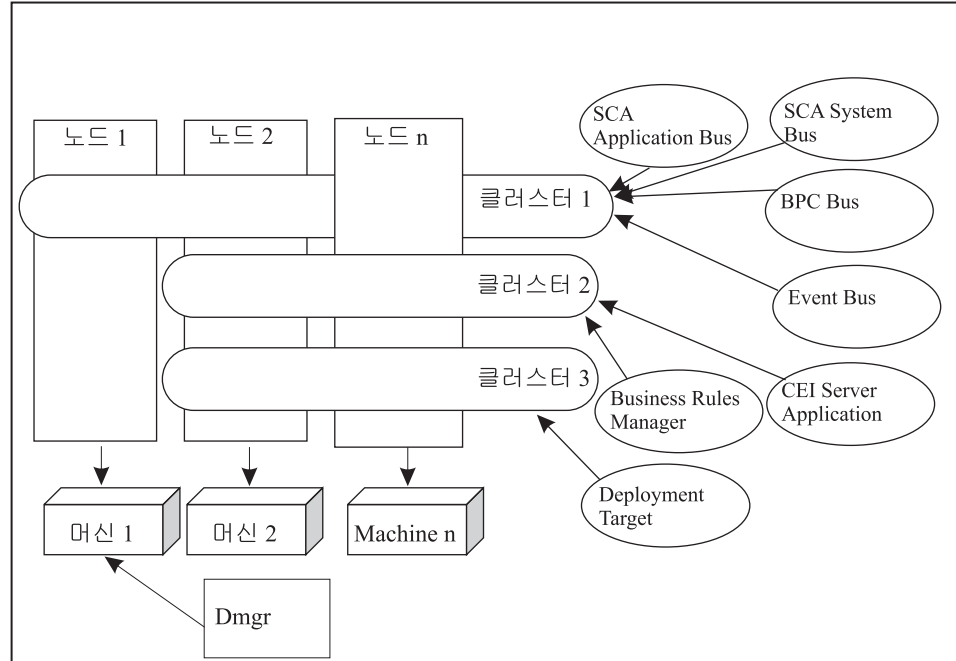 노드 1
노드 2
노드 n
SCA
Application Bus
SCA System
Bus
클러스터 1
BPC Bus
클러스터 2
Event Bus
클러스터 3
Business Rules
Manager
CEI Server
Application
Deployment
Target
머신 1
머신 2
Machine n
Dmgr